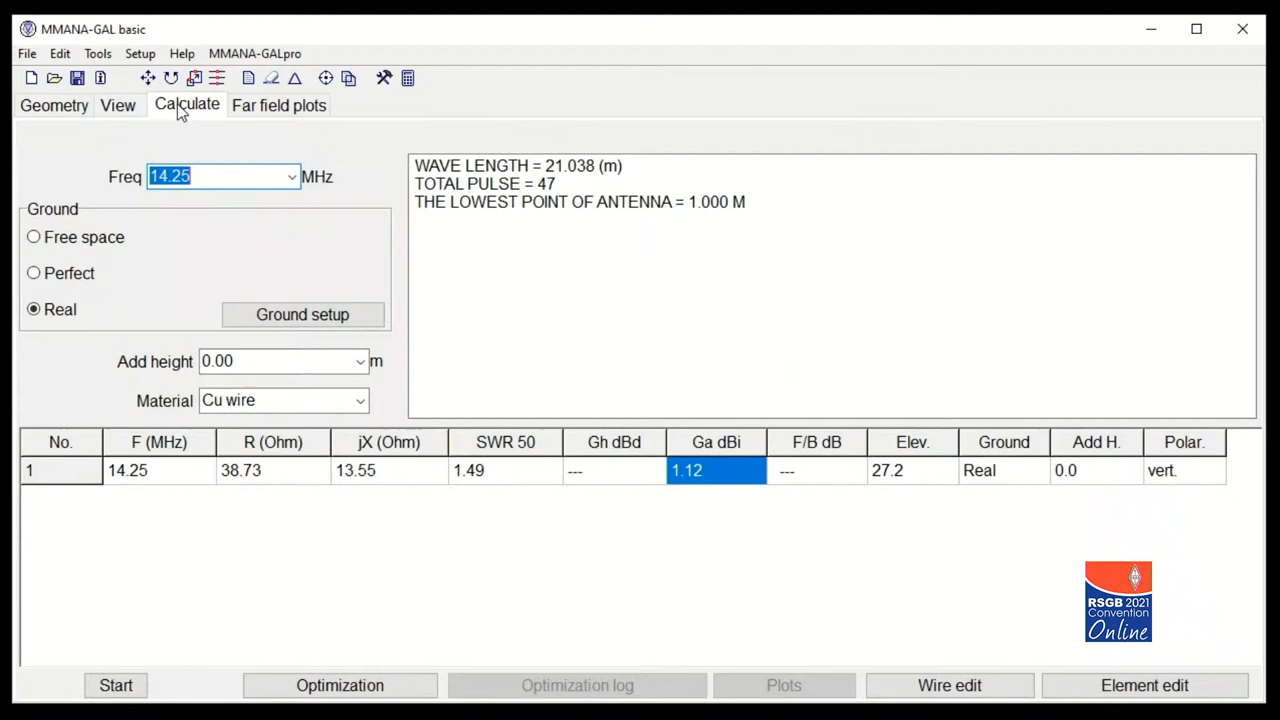 MMANA-GAL basic
File Edit Tools Setup Help MMANA-GALpro
Geometry View Calculate Far field plots
Freq 14.25 MHz
Ground
Free space
Perfect
Real
Ground setup
Add height 0.00 m
Material Cu wire
WAVE LENGTH = 21.038 (m)
TOTAL PULSE = 47
THE LOWEST POINT OF ANTENNA = 1.000 M
No. F (MHz) R (Ohm) jX (Ohm) SWR 50 Gh dBd Ga dBi F/B dB Elev. Ground Add H. Polar.
1 14.25 38.73 13.55 1.49 --- 1.12 --- 27.2 Real 0.0 vert.
RSGB 2021
Convention
Online
Start Optimization Optimization log Plots Wire edit Element edit